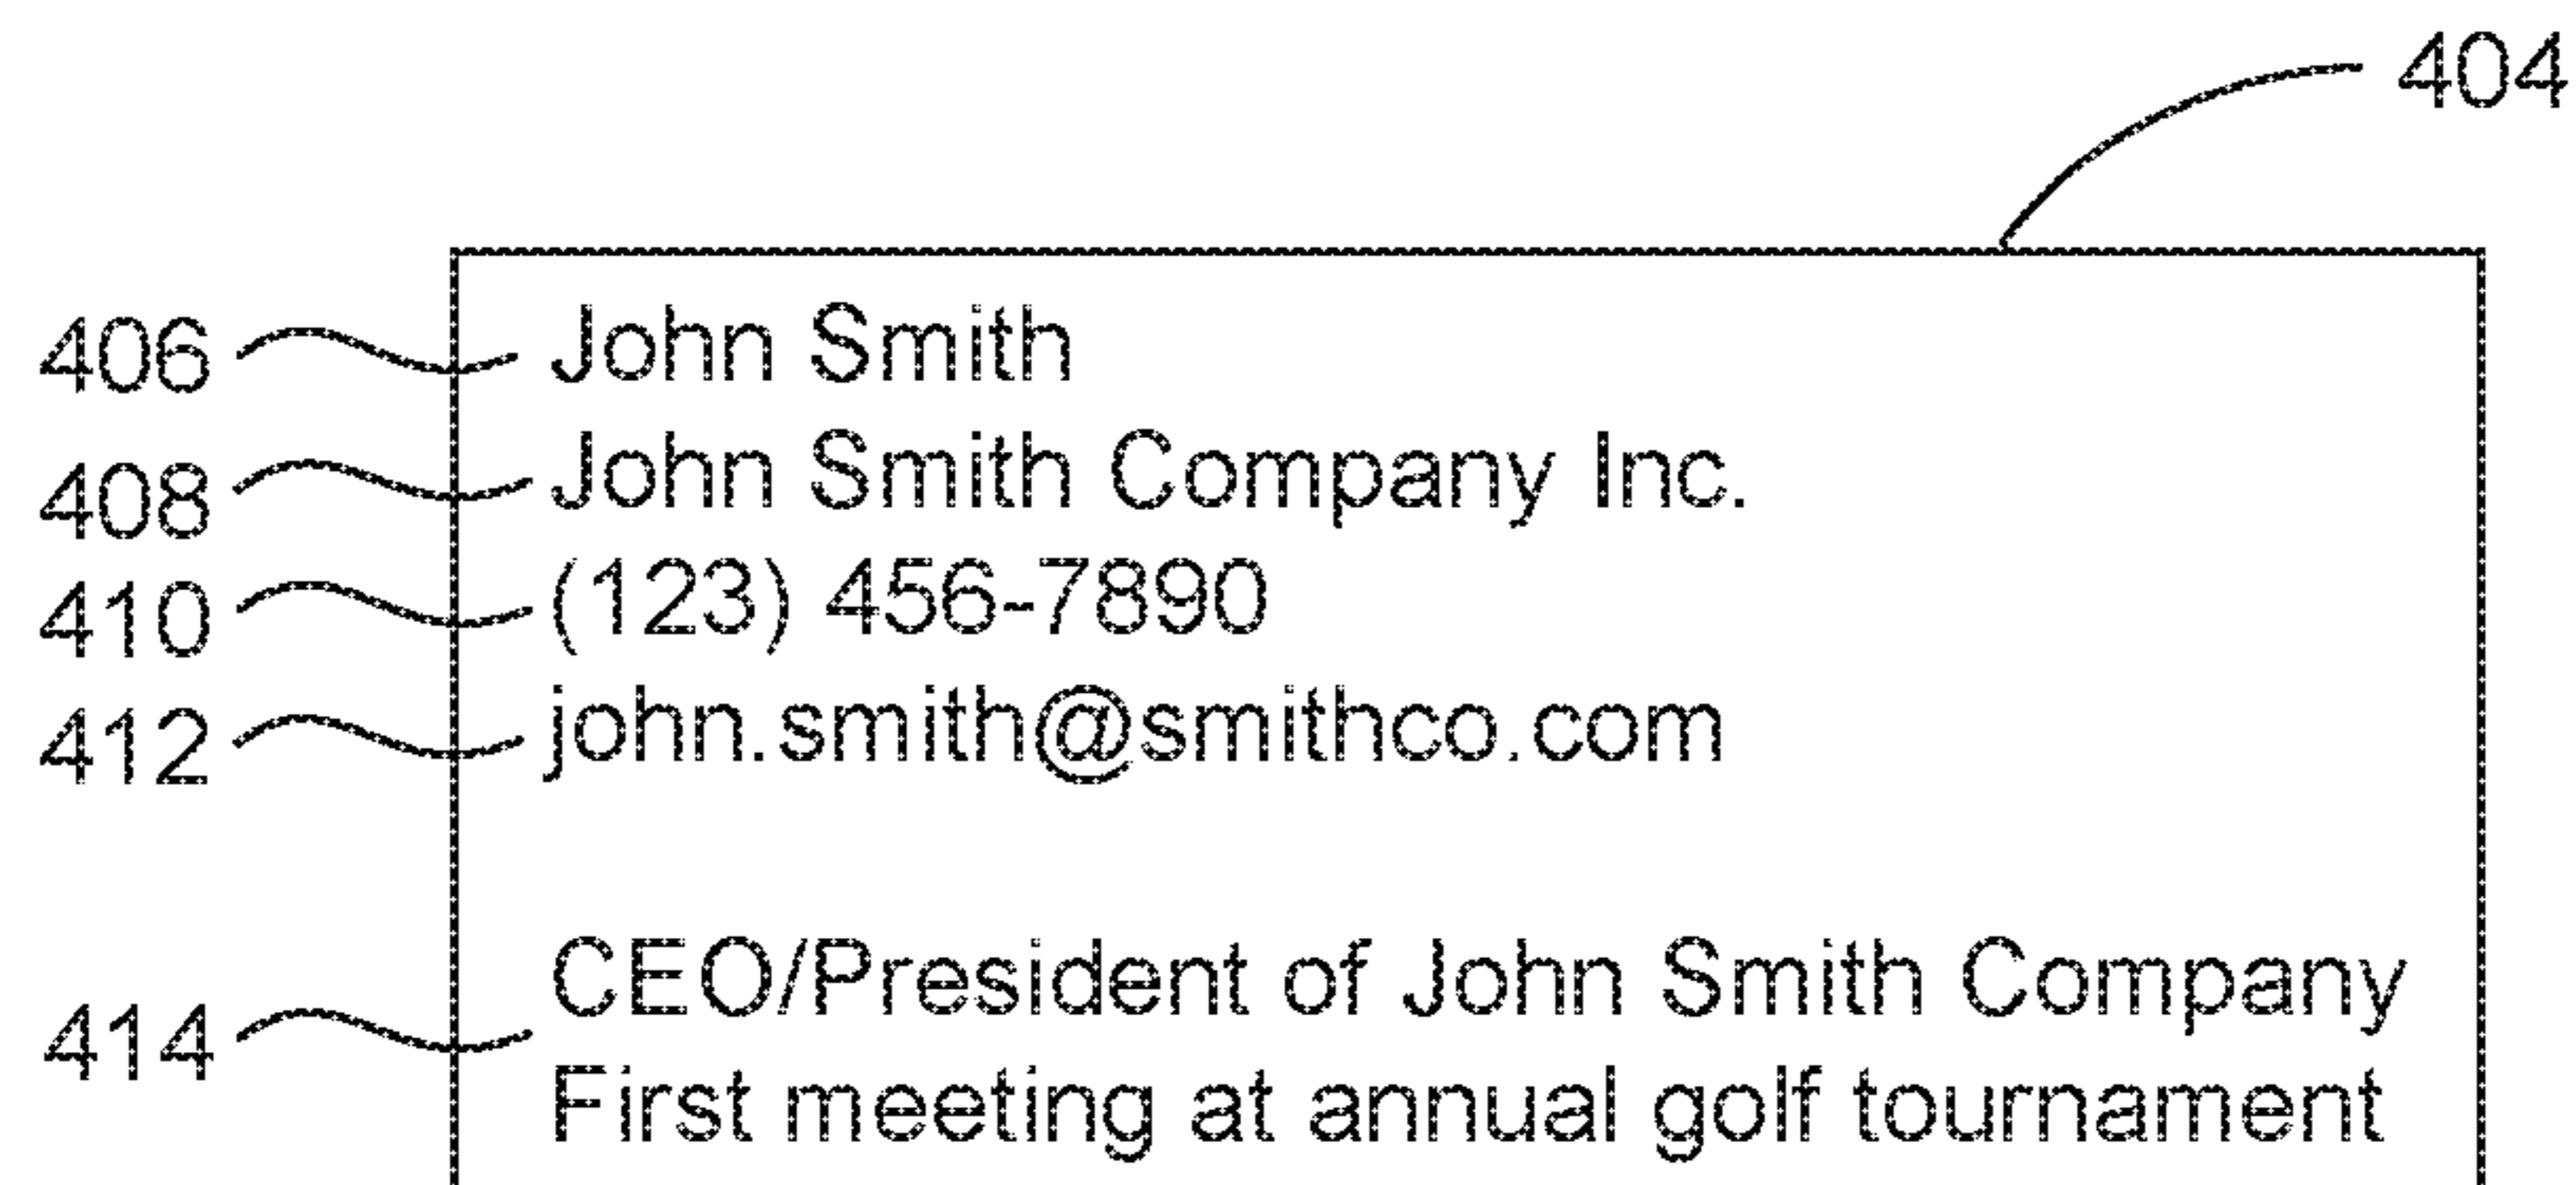 404
406 John Smith
408 John Smith Company Inc.
410 (123) 456-7890
412 john.smith@smithco.com
CEO/President of John Smith Company
414
First meeting at annual golf tournament